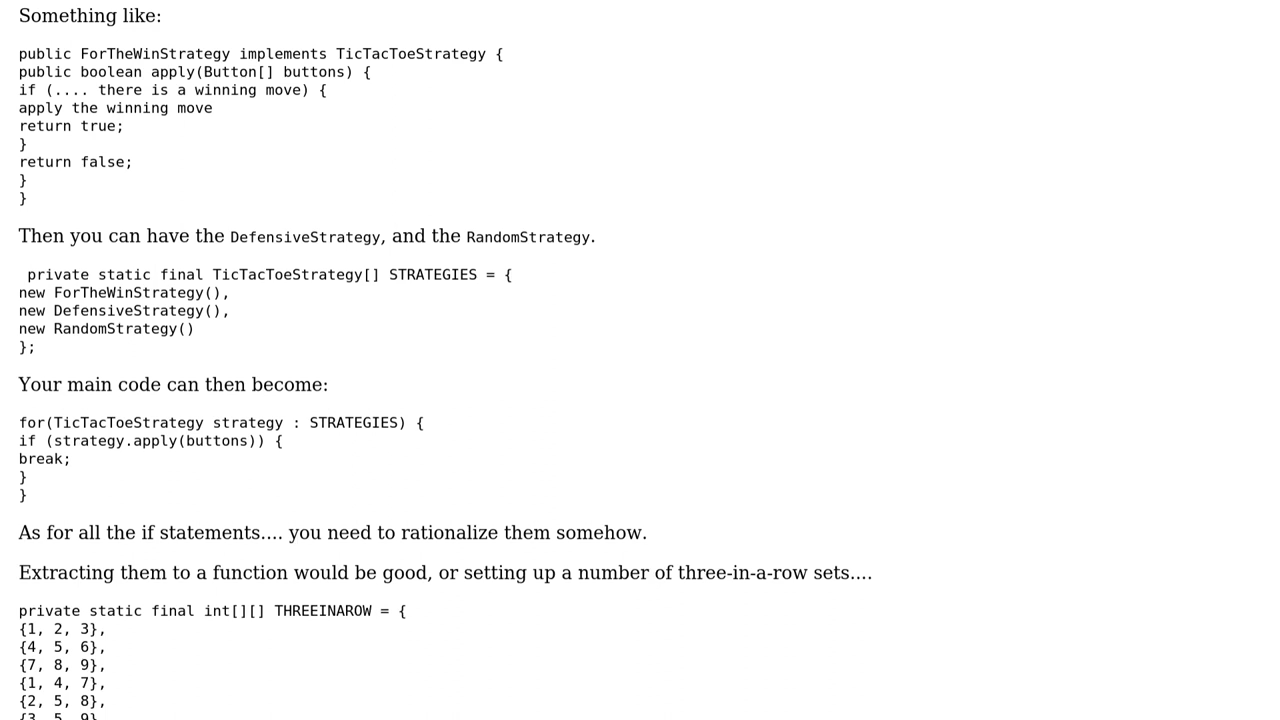 Something like:
public ForTheWinStrategy implements TicTacToeStrategy {
public boolean apply(Button[] buttons) {
if (.... there is a winning move) {
apply the winning move
return true;
}
return false;
}
}
Then you can have the DefensiveStrategy, and the RandomStrategy.
private static final TicTacToeStrategy[] STRATEGIES = {
new ForTheWinStrategy(),
new DefensiveStrategy(),
new RandomStrategy()
};
Your main code can then become:
for(TicTacToeStrategy strategy : STRATEGIES) {
if (strategy.apply(buttons)) {
break;
}
}
As for all the if statements.... you need to rationalize them somehow.
Extracting them to a function would be good, or setting up a number of three-in-a-row sets....
private static final int[][] THREEINAROW = {
{1, 2, 3},
{4, 5, 6},
{7, 8, 9},
{1, 4, 7},
{2, 5, 8},
{3, 5, 9}